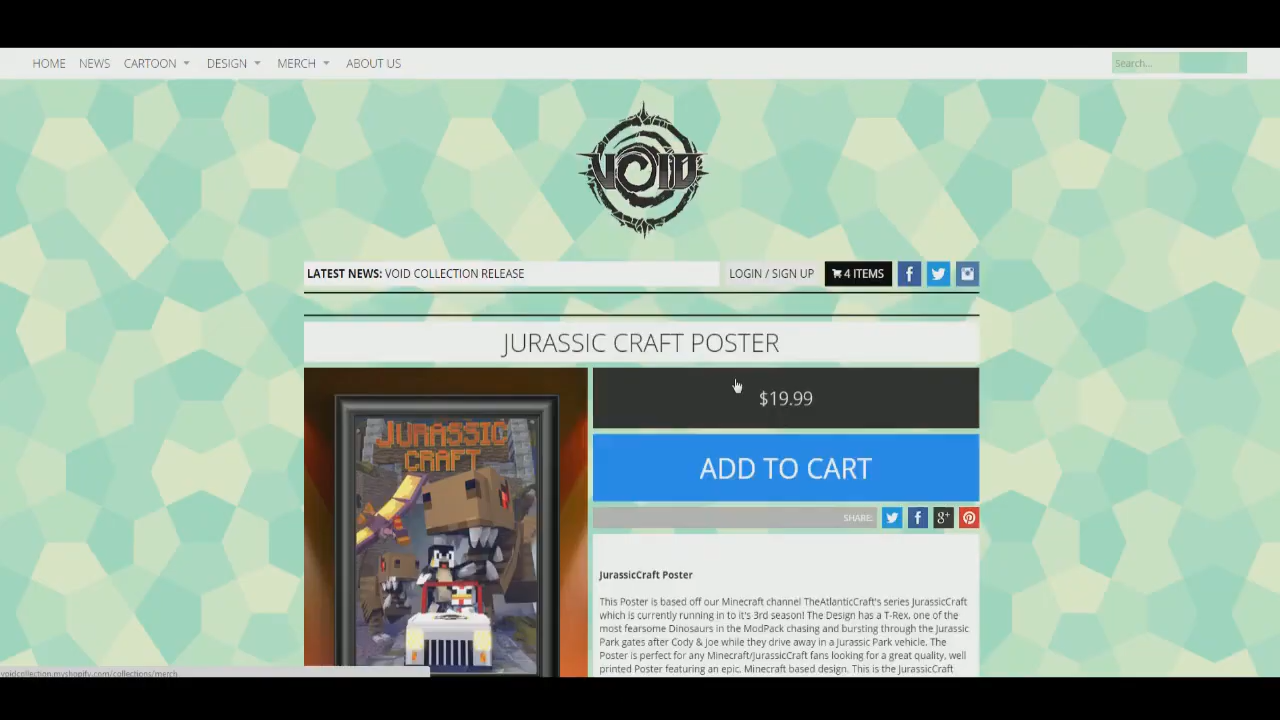 HOME NEWS CARTOON DESIGN MERCH ABOUT US Search...
VOID
LATEST NEWS: VOID COLLECTION RELEASE LOGIN / SIGN UP 4 ITEMS
JURASSIC CRAFT POSTER
$19.99
JURASSIC
CRAFT
ADD TO CART
SHARE:
JurassicCraft Poster
This Poster is based off our Minecraft channel TheAtlanticCraft's series JurassicCraft
which is currently running in to it's 3rd season! The Design has a T-Rex, one of the
most fearsome Dinosaurs in the ModPack chasing and bursting through the Jurassic
Park gates after Cody & Joe while they drive away in a Jurassic Park vehicle. The
Poster is perfect for any Minecraft/JurassicCraft fans looking for a great quality, well
printed Poster featuring an epic, Minecraft based design. This is the JurassicCraft
voidcollection.myshopify.com/collections/merch